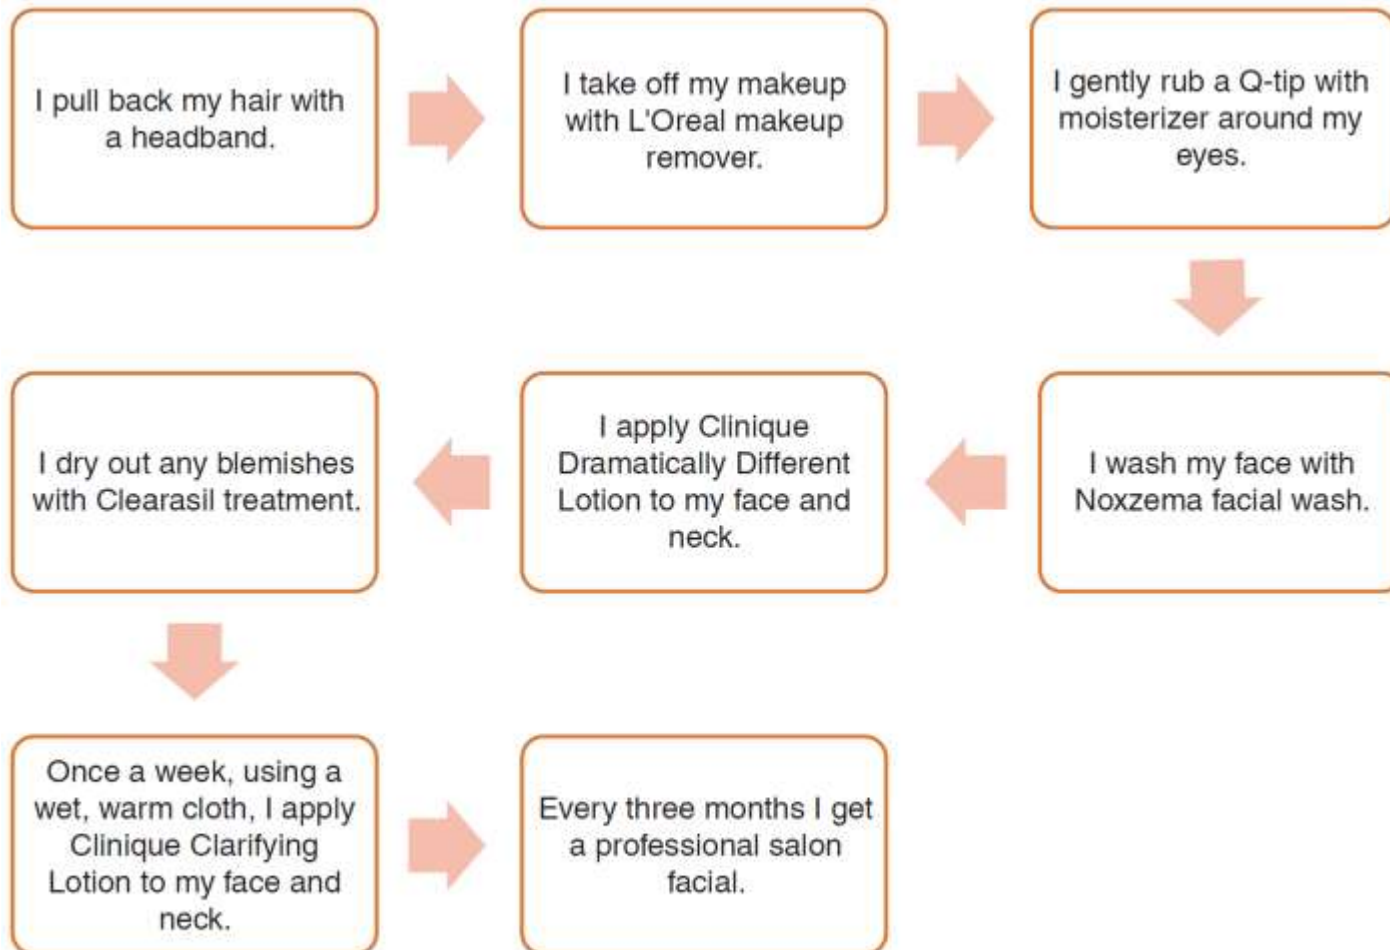 I pull back my hair with
a headband.
I take off my makeup
with L'Oreal makeup
remover.
I gently rub a Q-tip with
moisterizer around my
eyes.
I wash my face with
Noxzema facial wash.
I apply Clinique
Dramatically Different
Lotion to my face and
neck.
I dry out any blemishes
with Clearasil treatment.
Once a week, using a
wet, warm cloth, I apply
Clinique Clarifying
Lotion to my face and
neck.
Every three months I get
a professional salon
facial.